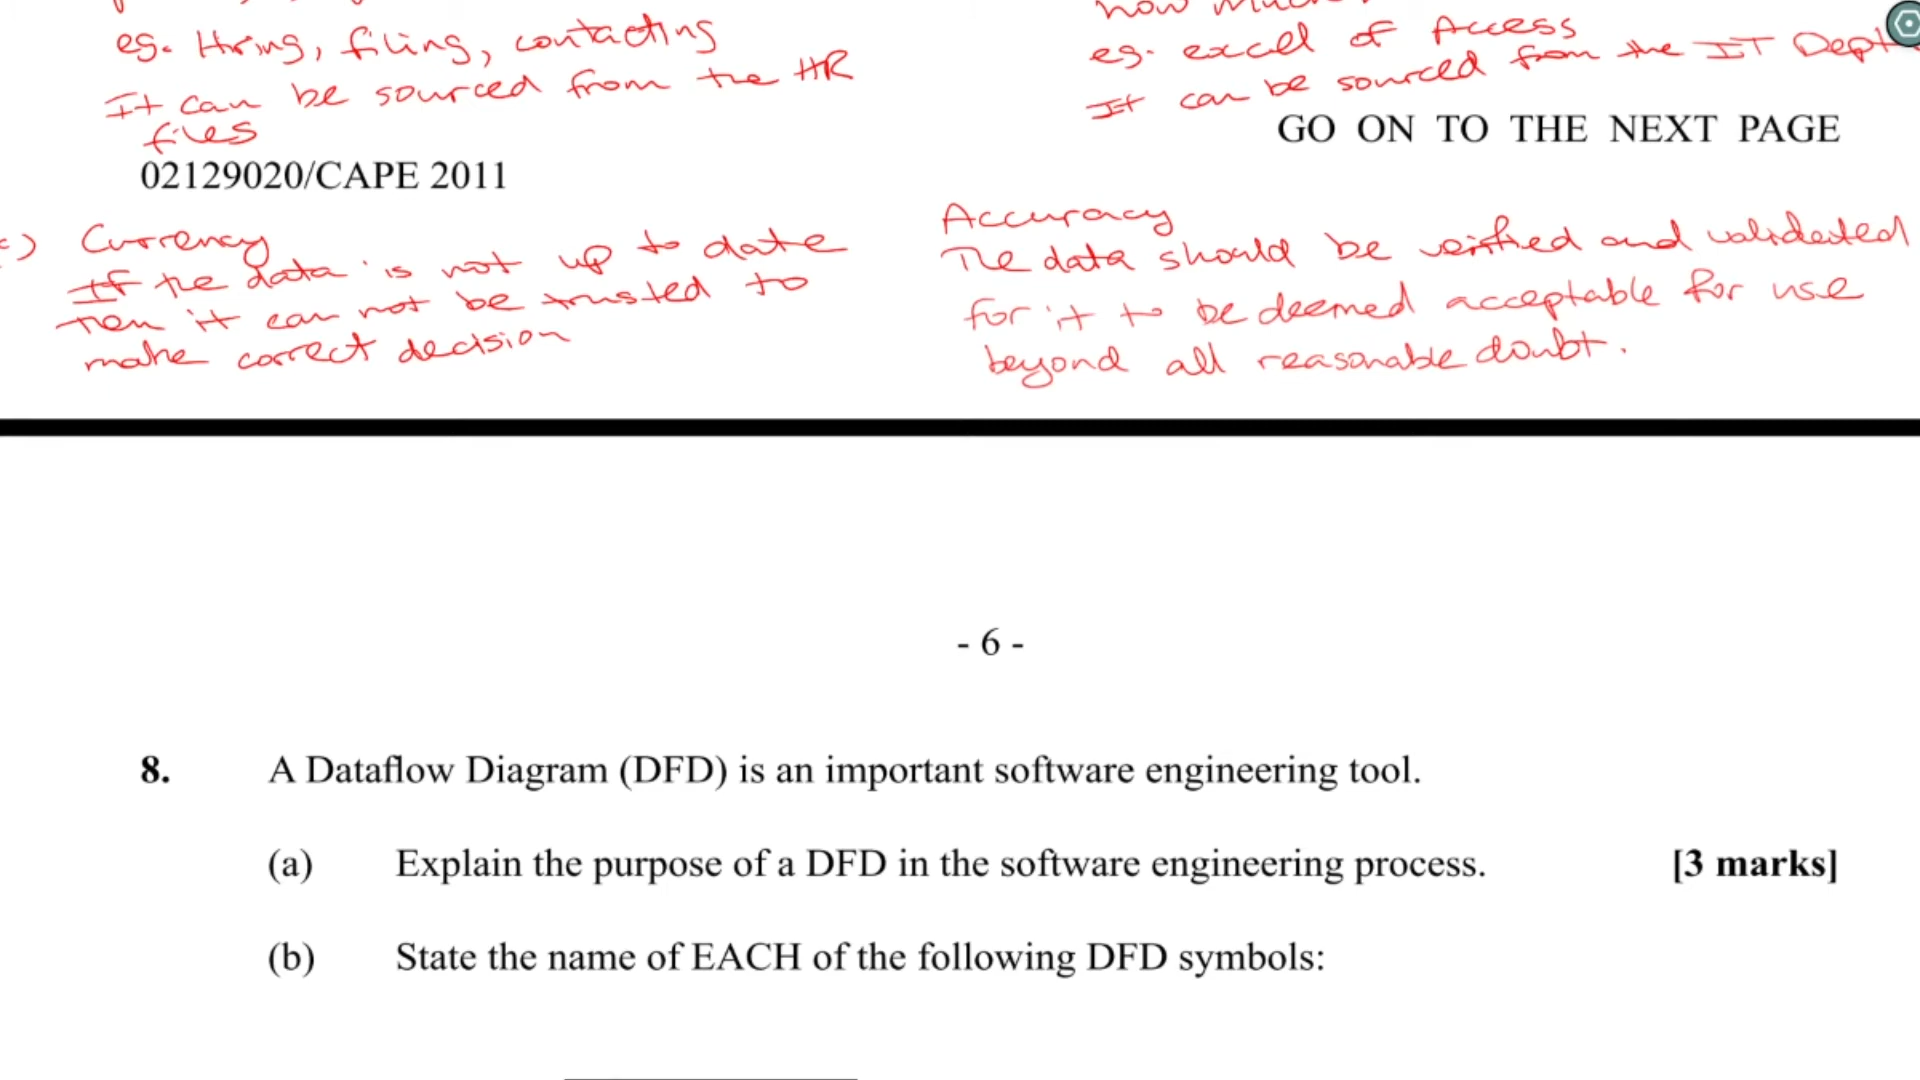 eg. Hiring, filing, contacting
It can be sourced from the HR
files
how much
eg. excel of Access
It can be sourced from the IT Dept
GO ON TO THE NEXT PAGE
02129020/CAPE 2011
c) Currency
If the data is not up to date
then it can not be trusted to
make correct decision
Accuracy
The data should be verified and validated
for it to be deemed acceptable for use
beyond all reasonable doubt.
- 6 -
8. A Dataflow Diagram (DFD) is an important software engineering tool.
(a) Explain the purpose of a DFD in the software engineering process. [3 marks]
(b) State the name of EACH of the following DFD symbols: